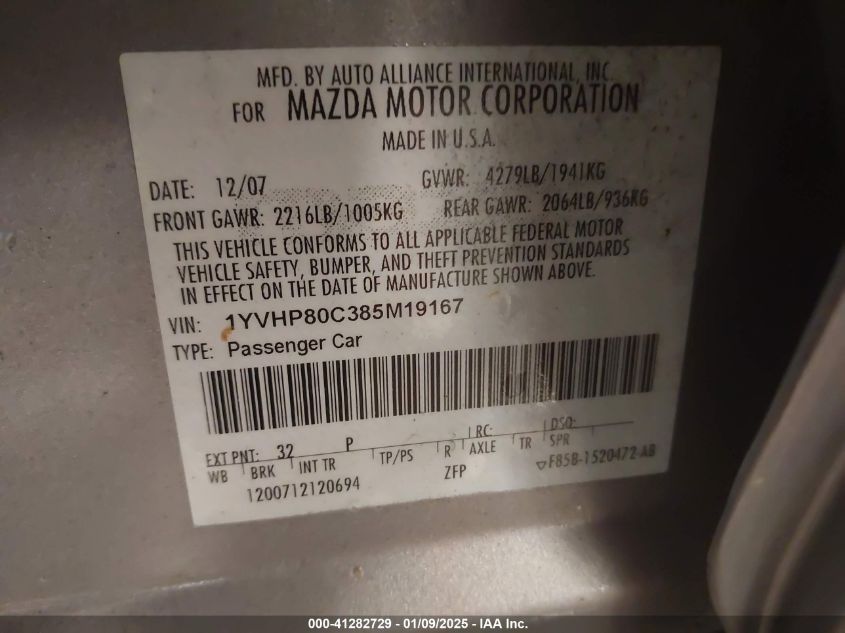 MFD. BY AUTO ALLIANCE INTERNATIONAL, INC.
FOR MAZDA MOTOR CORPORATION
MADE IN U.S.A.
DATE: 12/07 GVWR: 4279LB/1941KG
FRONT GAWR: 2216LB/1005KG REAR GAWR: 2064LB/936KG
THIS VEHICLE CONFORMS TO ALL APPLICABLE FEDERAL MOTOR
VEHICLE SAFETY, BUMPER, AND THEFT PREVENTION STANDARDS
IN EFFECT ON THE DATE OF MANUFACTURE SHOWN ABOVE.
VIN: 1YVHP80C385M19167
TYPE: Passenger Car
EXT PNT: 32 P RC: DSO:
WB BRK INT TR TP/PS R AXLE TR SPR
1200712120694 ZFP ▽F85B-1520472-AB
000-41282729 - 01/09/2025 - IAA Inc.